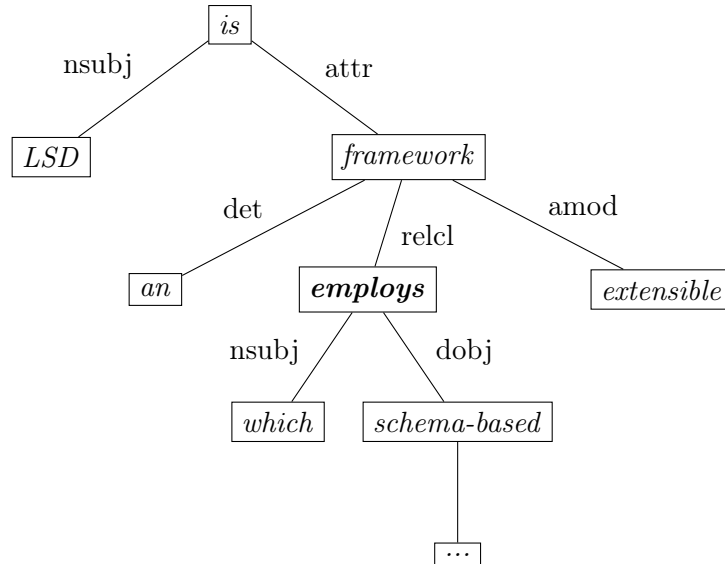 is
nsubj attr
LSD framework
det relcl amod
an employs extensible
nsubj dobj
which schema-based
...